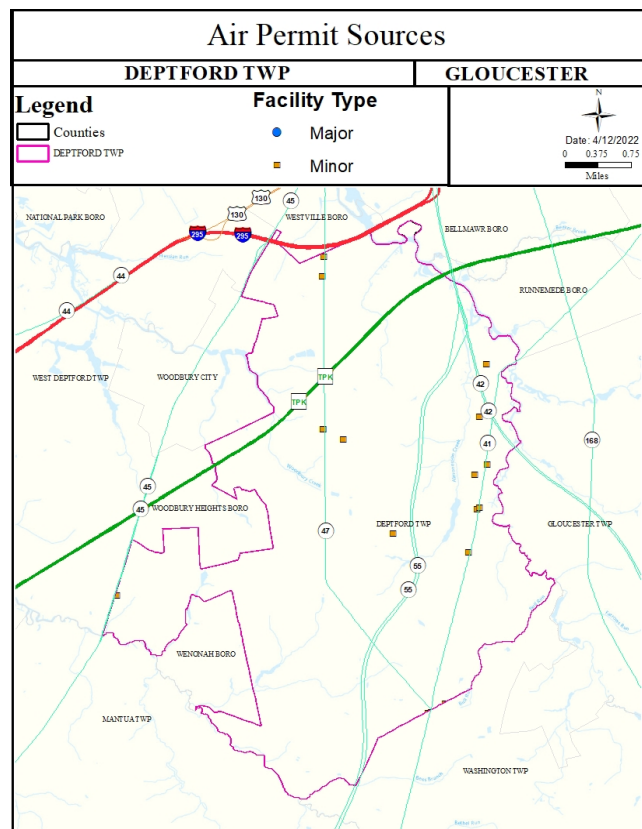 Air Permit Sources
DEPTFORD TWP
GLOUCESTER
Legend
Counties
DEPTFORD TWP
Facility Type
Major
Minor
N
Date: 4/12/2022
0 0.375 0.75
Miles
130
45
130
NATIONAL PARK BORO
WESTVILLE BORO
295
295
BELLMAWR BORO
44
RUNNEMEDE BORO
44
WEST DEPTFORD TWP
WOODBURY CITY
TPK
42
TPK
42
168
41
Woodbury Creek
45
45
WOODBURY HEIGHTS BORO
47
DEPTFORD TWP
GLOUCESTER TWP
55
55
WENONAH BORO
MANTUA TWP
WASHINGTON TWP